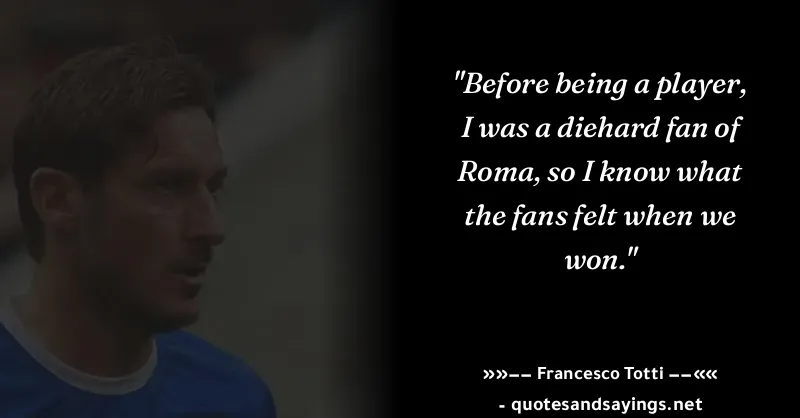 "Before being a player,
I was a diehard fan of
Roma, so I know what
the fans felt when we
won."
»»–– Francesco Totti ––««
- quotesandsayings.net